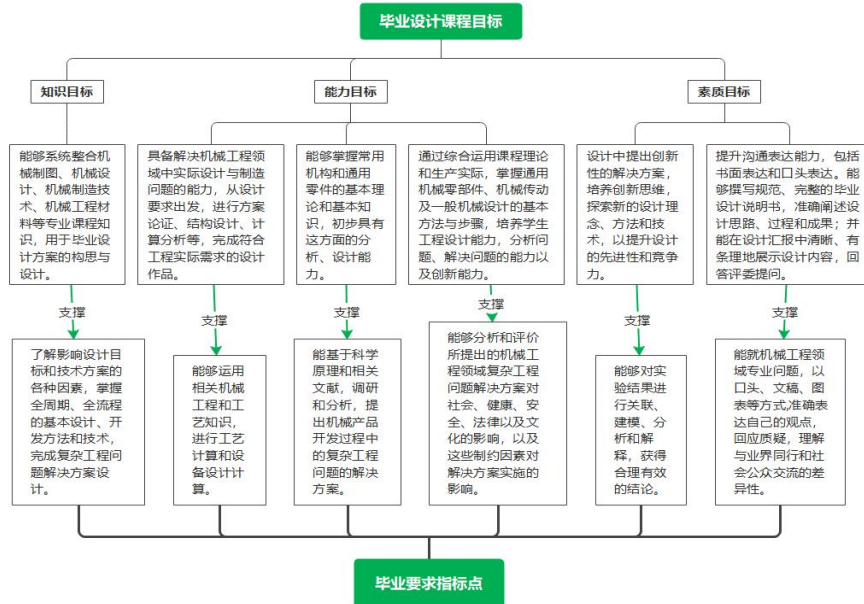 毕业设计课程目标
知识目标
能力目标
素质目标
能够系统整合机
械制图、机械设
计、机械制造技
术、机械工程材
料等专业课程知
识，用于毕业设
计方案的构思与
设计。
具备解决机械工程领
域中实际设计与制造
问题的能力，从设计
要求出发，进行方案
论证、结构设计、计
算分析等，完成符合
工程实际需求的设计
作品。
能够掌握常用
机构和通用
零件的基本理
论和基本知
识，初步具有
这方面的分
析、设计能
力。
通过综合运用课程理论
和生产实际，掌握通用
机械零部件、机械传动
及一般机械设计的基本
方法与步骤，培养学生
工程设计能力，分析问
题、解决问题的能力以
及创新能力。
设计中提出创新
性的解决方案，
培养创新思维，
探索新的设计理
念、方法和技
术，以提升设计
的先进性和竞争
力。
提升沟通表达能力，包括
书面表达和口头表达。能
够撰写规范、完整的毕业
设计说明书，准确阐述设
计思路、过程和成果；并
能在设计汇报中清晰、有
条理地展示设计内容，回
答评委提问。
支撑
支撑
支撑
支撑
支撑
支撑
了解影响设计目
标和技术方案的
各种因素，掌握
全周期、全流程
的基本设计、开
发方法和技术，
完成复杂工程问
题解决方案设
计。
能够运用
相关机械
工程和工
艺知识，
进行工艺
计算和设
备设计计
算。
能基于科学
原理和相关
文献，调研
和分析，提
出机械产品
开发过程中
的复杂工程
问题的解决
方案。
能够分析和评价
所提出的机械工
程领域复杂工程
问题解决方案对
社会、健康、安
全、法律以及文
化的影响，以及
这些制约因素对
解决方案实施的
影响。
能够对实
验结果进
行关联、
建模、分
析和解
释，获得
合理有效
的结论。
能就机械工程领
域专业问题，以
口头、文稿、图
表等方式,准确表
达自己的观点，
回应质疑，理解
与业界同行和社
会公众交流的差
异性。
毕业要求指标点